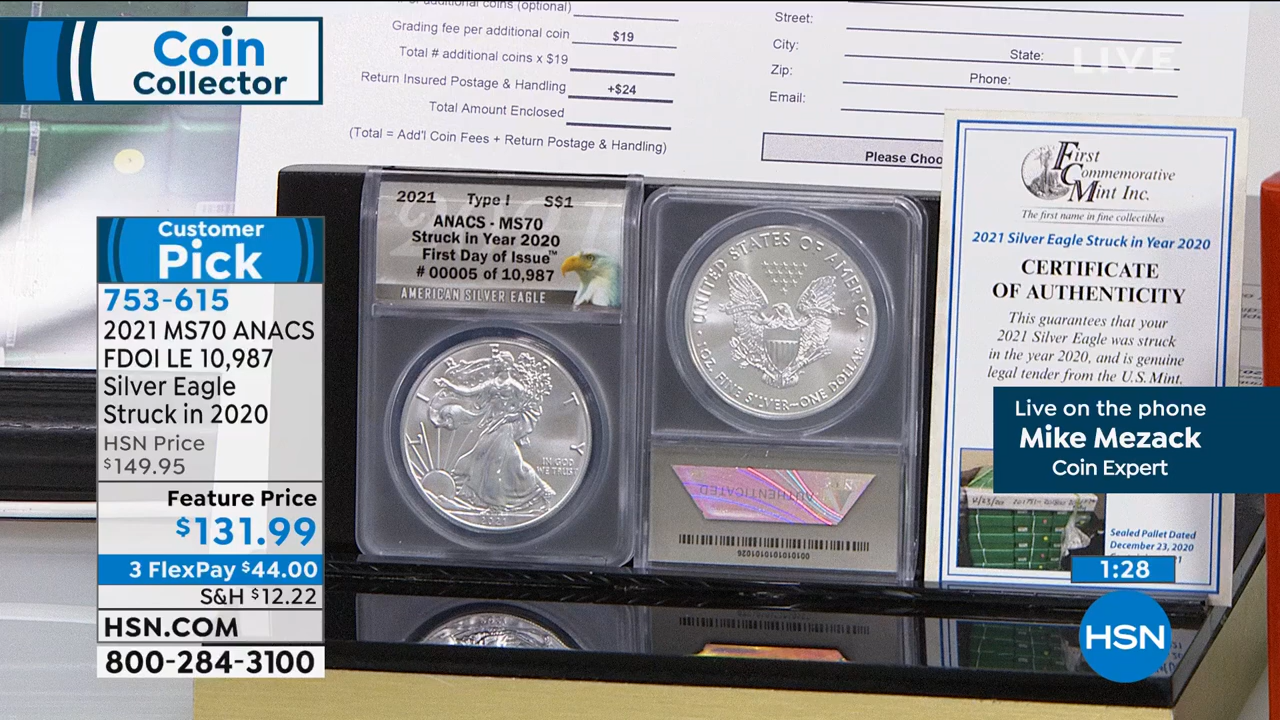 Coin
Collector
additional coins (optional)
Grading fee per additional coin $19
Total # additional coins x $19
Return Insured Postage & Handling +$24
Total Amount Enclosed
(Total = Add'l Coin Fees + Return Postage & Handling)
Street:
City:
State:
Zip:
Phone:
Email:
Please Choo
LIVE
Customer
Pick
753-615
2021 MS70 ANACS
FDOI LE 10,987
Silver Eagle
Struck in 2020
HSN Price
$149.95
Feature Price
$131.99
3 FlexPay $44.00
S&H $12.22
HSN.COM
800-284-3100
2021 Type I S$1
ANACS - MS70
Struck in Year 2020
First Day of Issue™
# 00005 of 10,987
AMERICAN SILVER EAGLE
LIBERTY
IN GOD
WE TRUST
2021
UNITED STATES OF AMERICA
1 OZ. FINE SILVER—ONE DOLLAR
AUTHENTICATED
0010101010101026
First
Commemorative
Mint Inc.
The first name in fine collectibles
2021 Silver Eagle Struck in Year 2020
CERTIFICATE
OF AUTHENTICITY
This guarantees that your
2021 Silver Eagle was struck
in the year 2020, and is genuine
legal tender from the U.S. Mint.
Live on the phone
Mike Mezack
Coin Expert
Sealed Pallet Dated
December 23, 2020
1:28
HSN